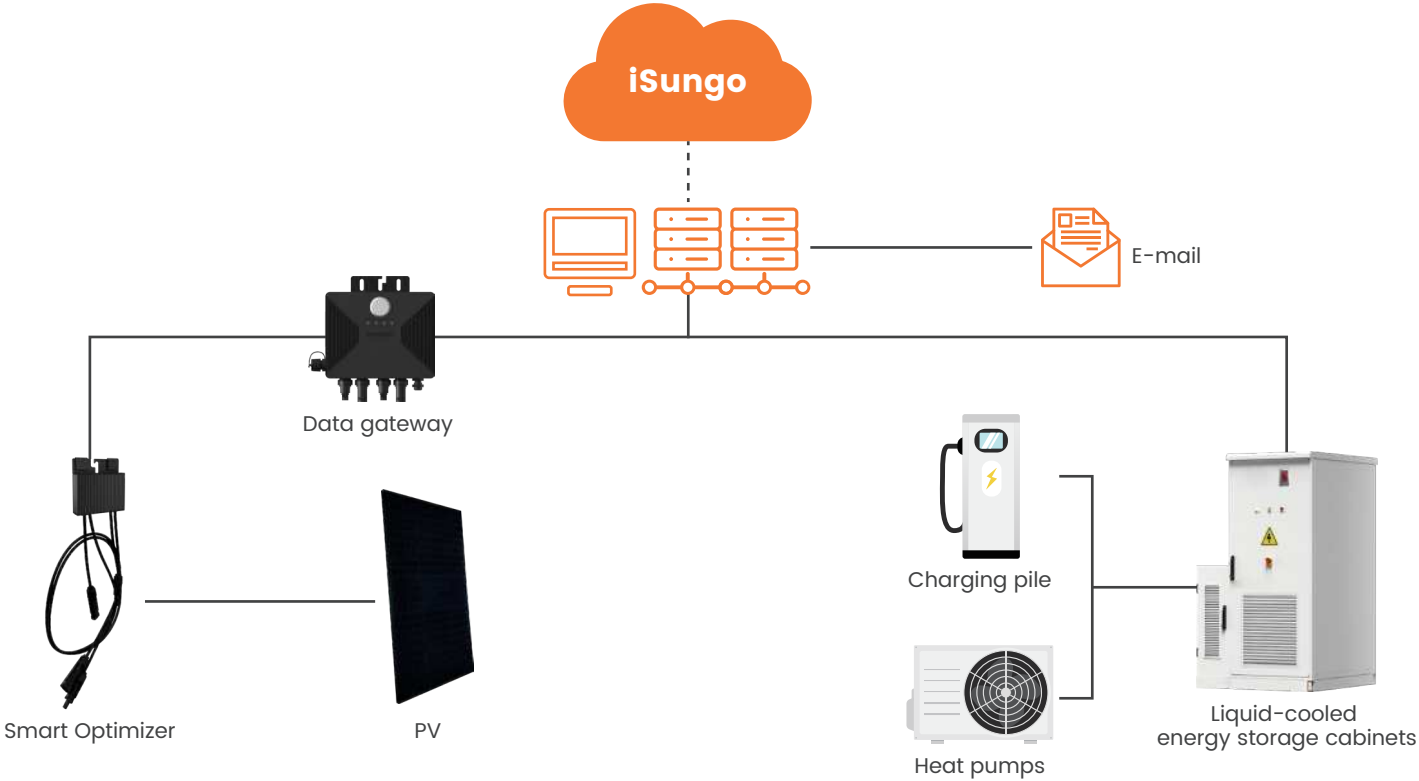 iSungo
E-mail
Data gateway
Charging pile
Smart Optimizer
PV
Heat pumps
Liquid-cooled
energy storage cabinets